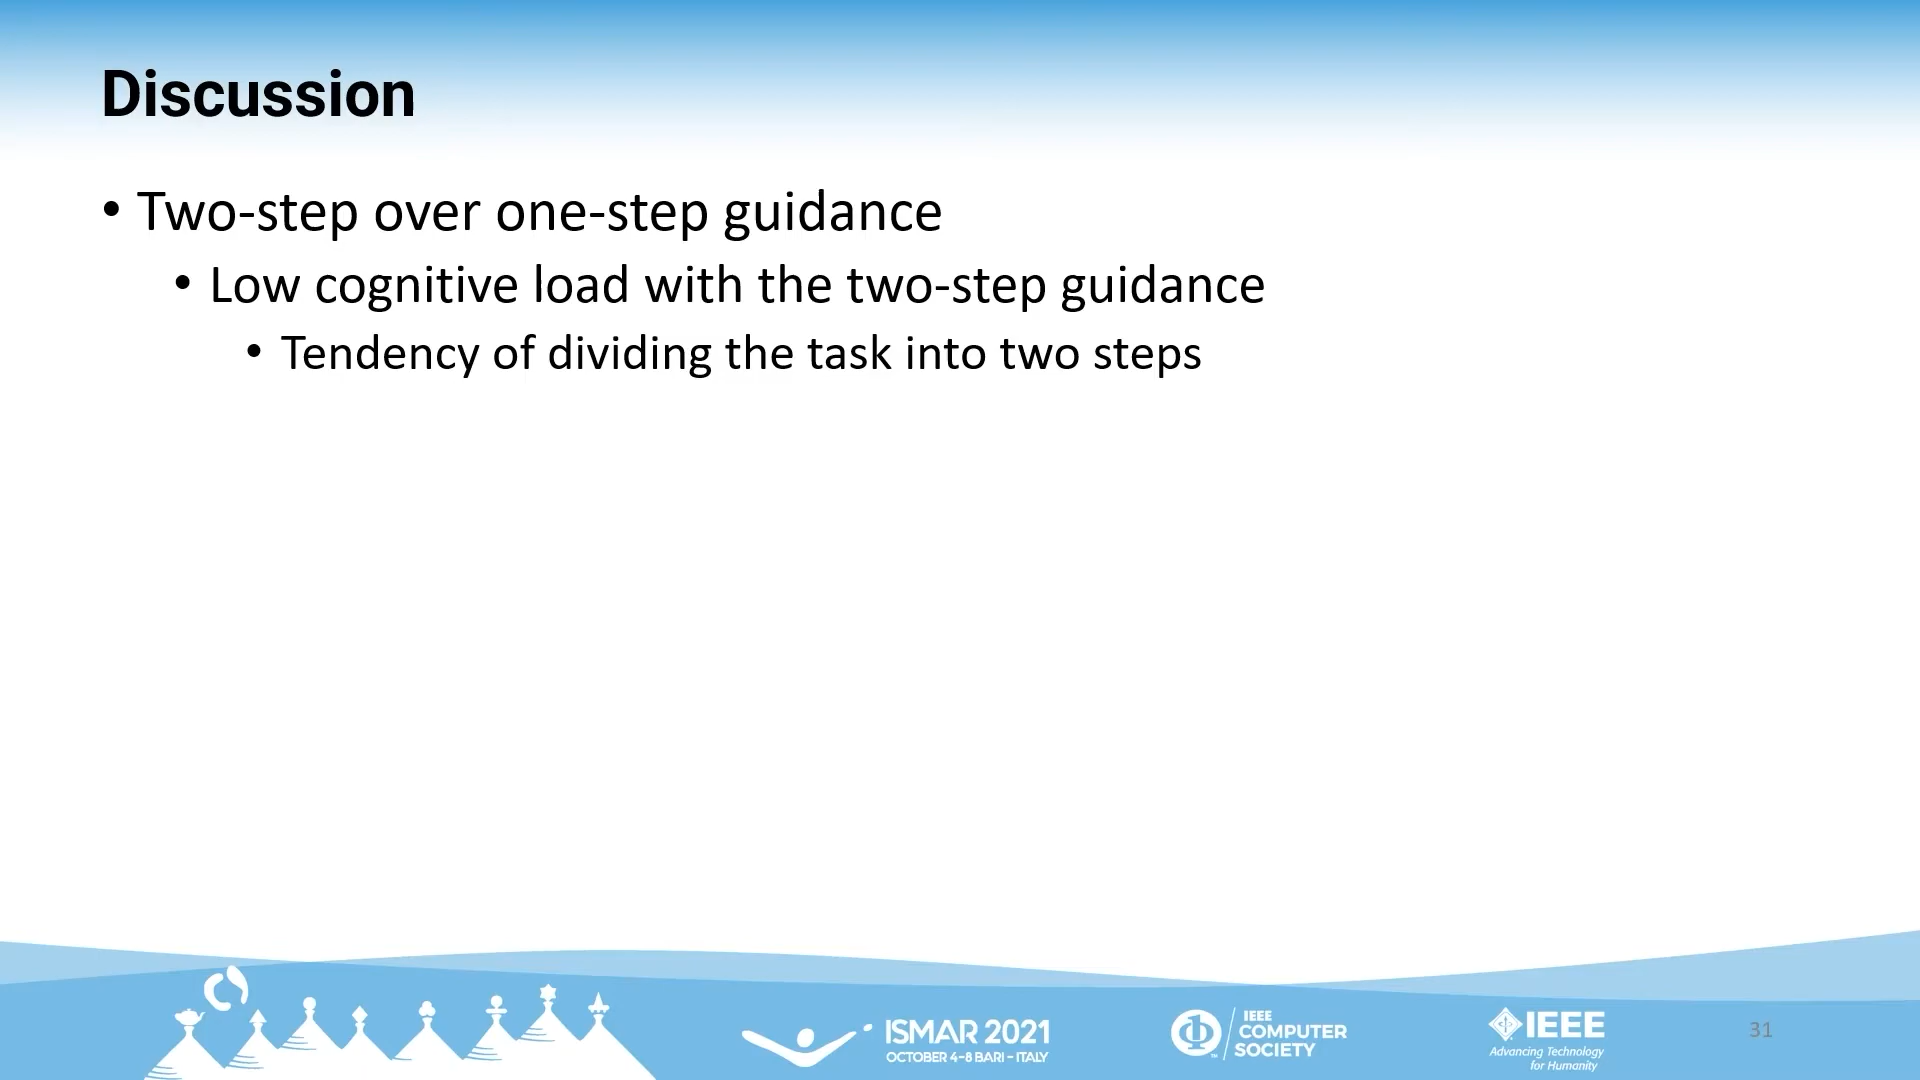 Discussion
• Two-step over one-step guidance
• Low cognitive load with the two-step guidance
• Tendency of dividing the task into two steps
ISMAR 2021
OCTOBER 4-8 BARI - ITALY
IEEE
COMPUTER
SOCIETY
IEEE
Advancing Technology
for Humanity
31